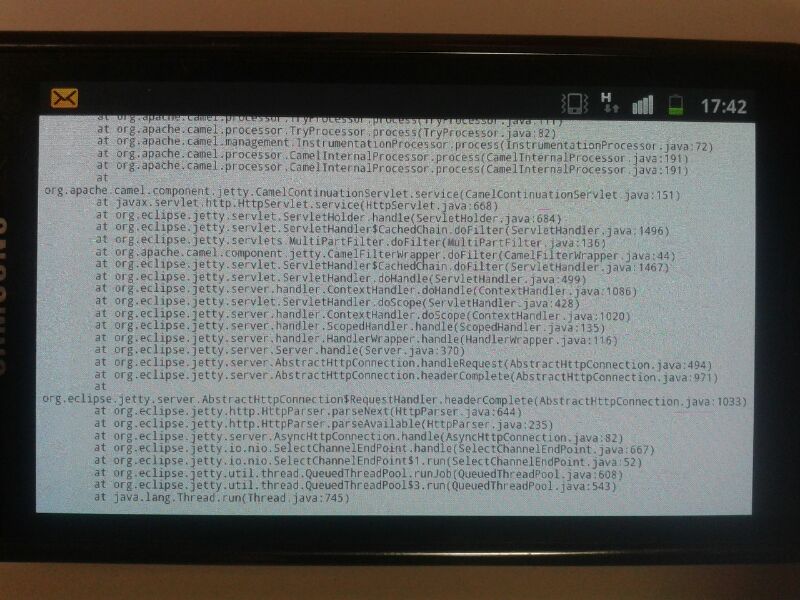 17:42
at org.apache.camel.processor.TryProcessor.process(TryProcessor.java:111)
at org.apache.camel.processor.TryProcessor.process(TryProcessor.java:82)
at org.apache.camel.management.InstrumentationProcessor.process(InstrumentationProcessor.java:72)
at org.apache.camel.processor.CamelInternalProcessor.process(CamelInternalProcessor.java:191)
at org.apache.camel.processor.CamelInternalProcessor.process(CamelInternalProcessor.java:191)
at
org.apache.camel.component.jetty.CamelContinuationServlet.service(CamelContinuationServlet.java:151)
at javax.servlet.http.HttpServlet.service(HttpServlet.java:668)
at org.eclipse.jetty.servlet.ServletHolder.handle(ServletHolder.java:684)
at org.eclipse.jetty.servlet.ServletHandler$CachedChain.doFilter(ServletHandler.java:1496)
at org.eclipse.jetty.servlets.MultiPartFilter.doFilter(MultiPartFilter.java:136)
at org.apache.camel.component.jetty.CamelFilterWrapper.doFilter(CamelFilterWrapper.java:44)
at org.eclipse.jetty.servlet.ServletHandler$CachedChain.doFilter(ServletHandler.java:1467)
at org.eclipse.jetty.servlet.ServletHandler.doHandle(ServletHandler.java:499)
at org.eclipse.jetty.server.handler.ContextHandler.doHandle(ContextHandler.java:1086)
at org.eclipse.jetty.servlet.ServletHandler.doScope(ServletHandler.java:428)
at org.eclipse.jetty.server.handler.ContextHandler.doScope(ContextHandler.java:1020)
at org.eclipse.jetty.server.handler.ScopedHandler.handle(ScopedHandler.java:135)
at org.eclipse.jetty.server.handler.HandlerWrapper.handle(HandlerWrapper.java:116)
at org.eclipse.jetty.server.Server.handle(Server.java:370)
at org.eclipse.jetty.server.AbstractHttpConnection.handleRequest(AbstractHttpConnection.java:494)
at org.eclipse.jetty.server.AbstractHttpConnection.headerComplete(AbstractHttpConnection.java:971)
at
org.eclipse.jetty.server.AbstractHttpConnection$RequestHandler.headerComplete(AbstractHttpConnection.java:1033)
at org.eclipse.jetty.http.HttpParser.parseNext(HttpParser.java:644)
at org.eclipse.jetty.http.HttpParser.parseAvailable(HttpParser.java:235)
at org.eclipse.jetty.server.AsyncHttpConnection.handle(AsyncHttpConnection.java:82)
at org.eclipse.jetty.io.nio.SelectChannelEndPoint.handle(SelectChannelEndPoint.java:667)
at org.eclipse.jetty.io.nio.SelectChannelEndPoint$1.run(SelectChannelEndPoint.java:52)
at org.eclipse.jetty.util.thread.QueuedThreadPool.runJob(QueuedThreadPool.java:608)
at org.eclipse.jetty.util.thread.QueuedThreadPool$3.run(QueuedThreadPool.java:543)
at java.lang.Thread.run(Thread.java:745)
H
SAMSUNG